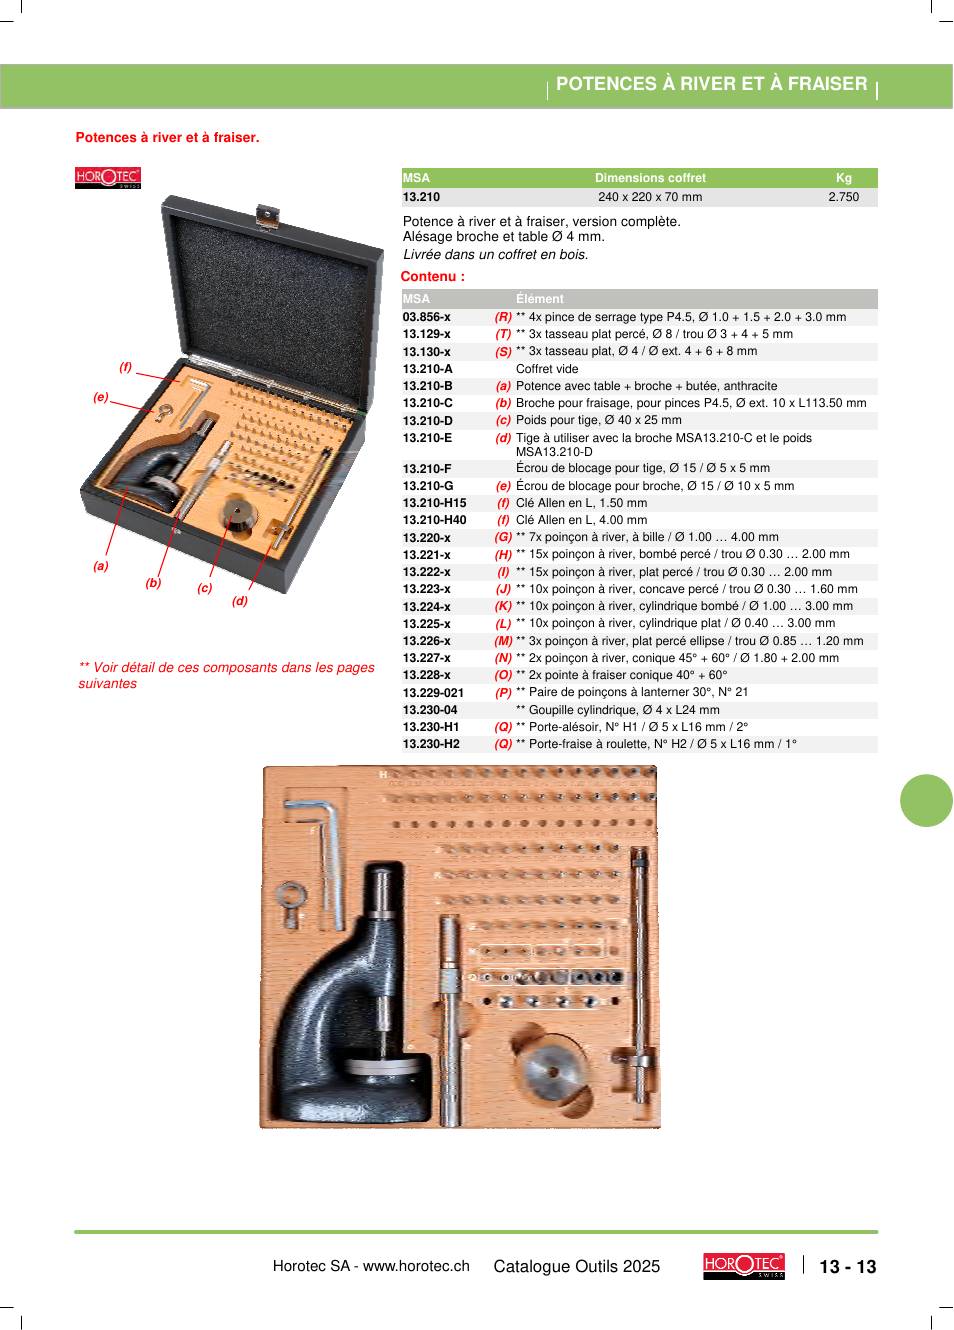 POTENCES À RIVER ET À FRAISER
Potences à river et à fraiser.
HOROTEC®
SWISS
MSA Dimensions coffret Kg
13.210 240 x 220 x 70 mm 2.750
Potence à river et à fraiser, version complète.
Alésage broche et table Ø 4 mm.
Livrée dans un coffret en bois.
Contenu :
MSA Élément
03.856-x (R) ** 4x pince de serrage type P4.5, Ø 1.0 + 1.5 + 2.0 + 3.0 mm
13.129-x (T) ** 3x tasseau plat percé, Ø 8 / trou Ø 3 + 4 + 5 mm
13.130-x (S) ** 3x tasseau plat, Ø 4 / Ø ext. 4 + 6 + 8 mm
13.210-A Coffret vide
13.210-B (a) Potence avec table + broche + butée, anthracite
13.210-C (b) Broche pour fraisage, pour pinces P4.5, Ø ext. 10 x L113.50 mm
13.210-D (c) Poids pour tige, Ø 40 x 25 mm
13.210-E (d) Tige à utiliser avec la broche MSA13.210-C et le poids
MSA13.210-D
13.210-F Écrou de blocage pour tige, Ø 15 / Ø 5 x 5 mm
13.210-G (e) Écrou de blocage pour broche, Ø 15 / Ø 10 x 5 mm
13.210-H15 (f) Clé Allen en L, 1.50 mm
13.210-H40 (f) Clé Allen en L, 4.00 mm
13.220-x (G) ** 7x poinçon à river, à bille / Ø 1.00 … 4.00 mm
13.221-x (H) ** 15x poinçon à river, bombé percé / trou Ø 0.30 … 2.00 mm
13.222-x (I) ** 15x poinçon à river, plat percé / trou Ø 0.30 … 2.00 mm
13.223-x (J) ** 10x poinçon à river, concave percé / trou Ø 0.30 … 1.60 mm
13.224-x (K) ** 10x poinçon à river, cylindrique bombé / Ø 1.00 … 3.00 mm
13.225-x (L) ** 10x poinçon à river, cylindrique plat / Ø 0.40 … 3.00 mm
13.226-x (M) ** 3x poinçon à river, plat percé ellipse / trou Ø 0.85 … 1.20 mm
13.227-x (N) ** 2x poinçon à river, conique 45° + 60° / Ø 1.80 + 2.00 mm
13.228-x (O) ** 2x pointe à fraiser conique 40° + 60°
13.229-021 (P) ** Paire de poinçons à lanterner 30°, N° 21
13.230-04 ** Goupille cylindrique, Ø 4 x L24 mm
13.230-H1 (Q) ** Porte-alésoir, N° H1 / Ø 5 x L16 mm / 2°
13.230-H2 (Q) ** Porte-fraise à roulette, N° H2 / Ø 5 x L16 mm / 1°
(f)
(e)
(a)
(b)
(c)
(d)
** Voir détail de ces composants dans les pages
suivantes
H
F
Horotec SA - www.horotec.ch Catalogue Outils 2025
HOROTEC®
SWISS
13 - 13